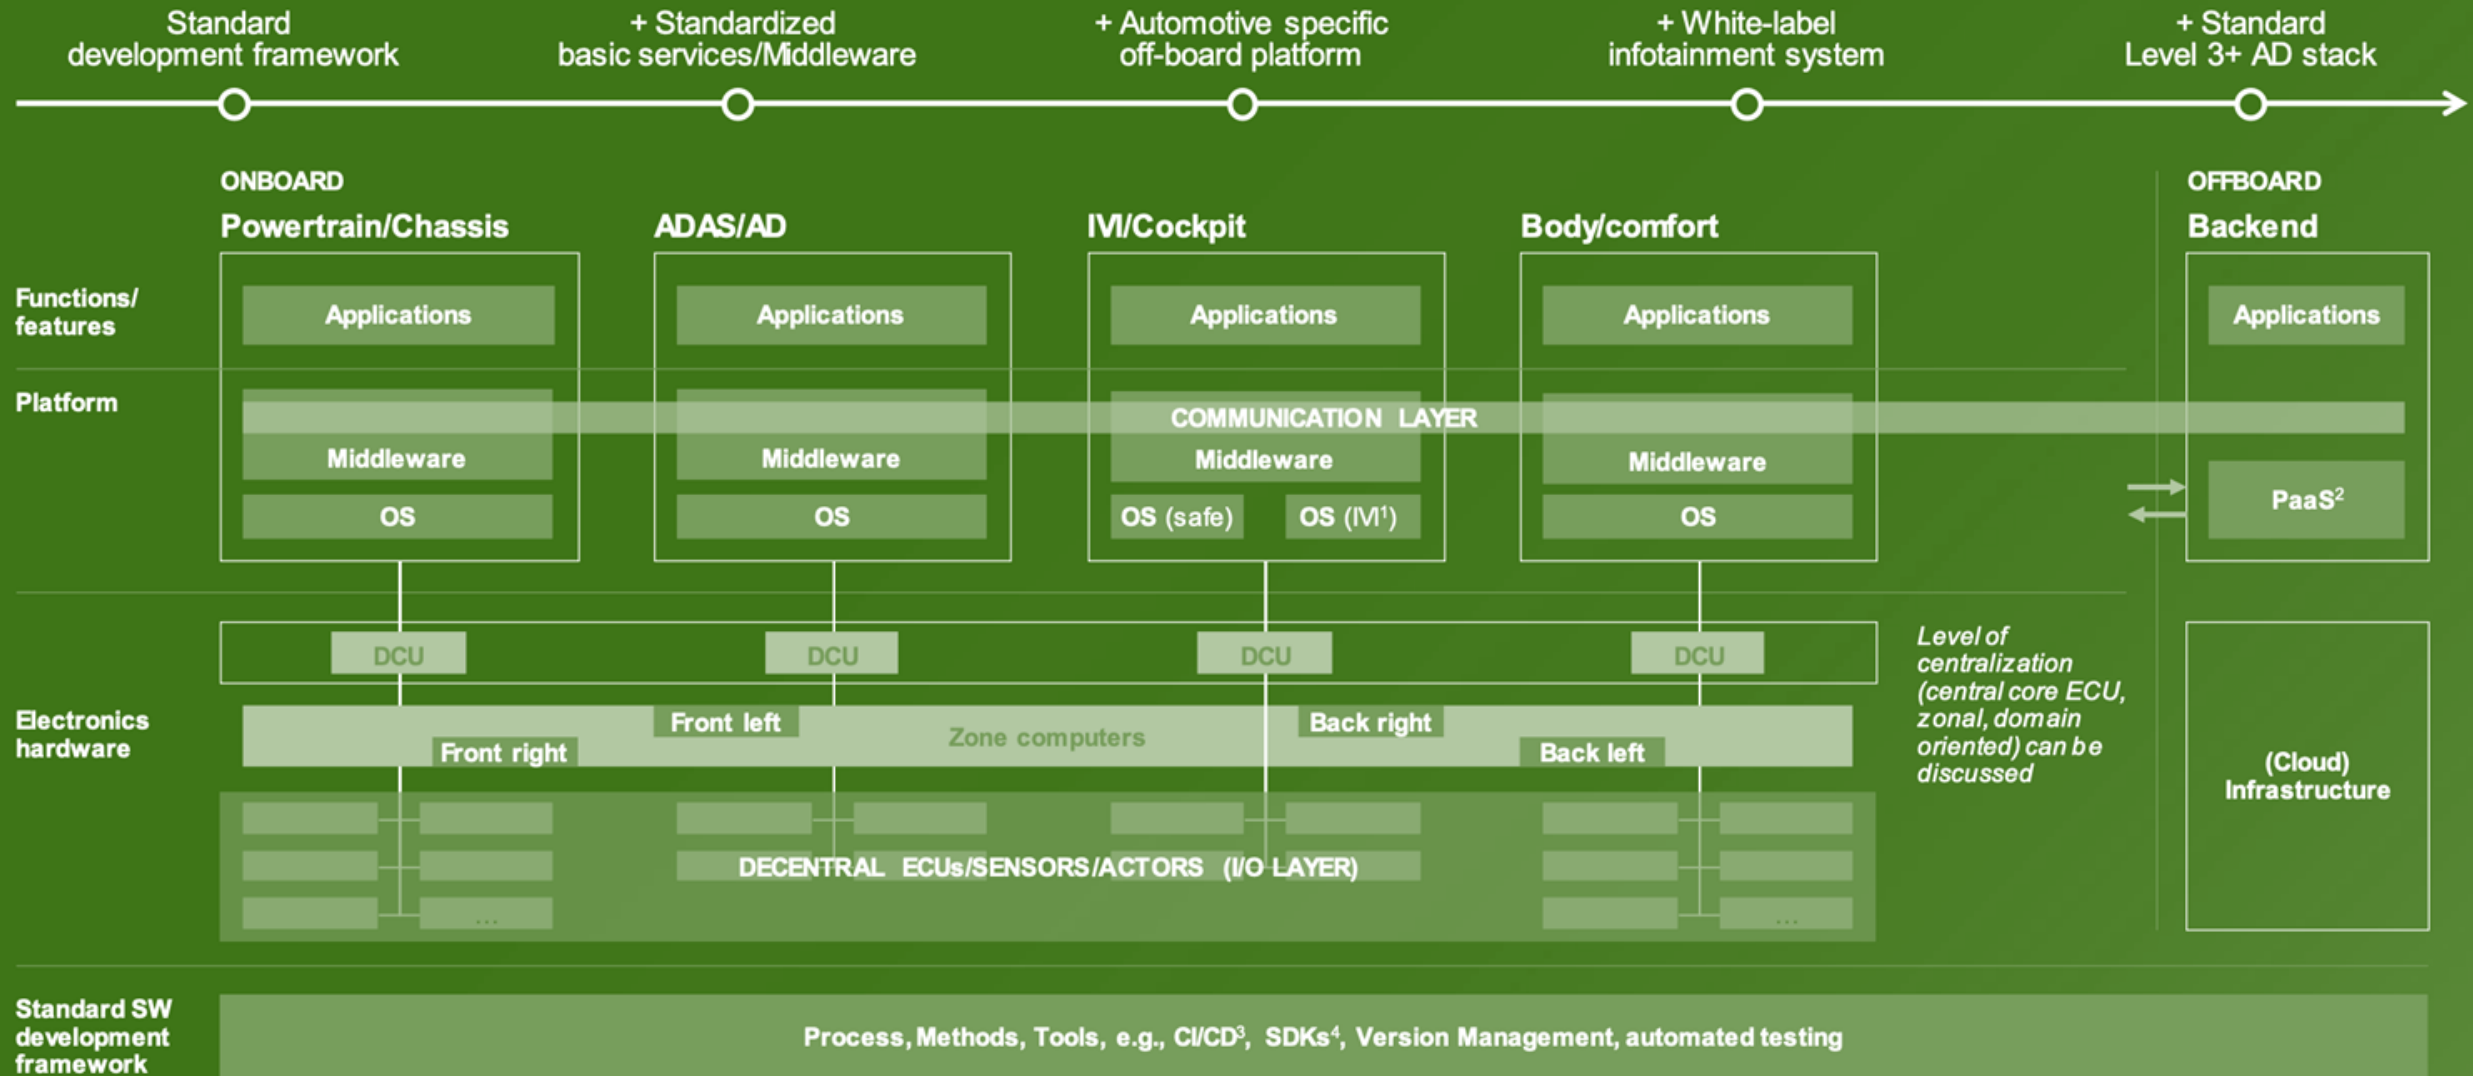 Standard
development framework
+ Standardized
basic services/Middleware
+ Automotive specific
off-board platform
+ White-label
infotainment system
+ Standard
Level 3+ AD stack
ONBOARD
OFFBOARD
Powertrain/Chassis
ADAS/AD
IVI/Cockpit
Body/comfort
Backend
Functions/
features
Applications
Applications
Applications
Applications
Applications
Platform
COMMUNICATION LAYER
Middleware
Middleware
Middleware
Middleware
OS
OS
OS (safe)
OS (IVI¹)
OS
PaaS²
DCU
DCU
DCU
DCU
Level of
centralization
(central core ECU,
zonal, domain
oriented) can be
discussed
Electronics
hardware
Front left
Front right
Zone computers
Back right
Back left
(Cloud)
Infrastructure
DECENTRAL ECUs/SENSORS/ACTORS (I/O LAYER)
...
...
Standard SW
development
framework
Process, Methods, Tools, e.g., CI/CD³, SDKs⁴, Version Management, automated testing